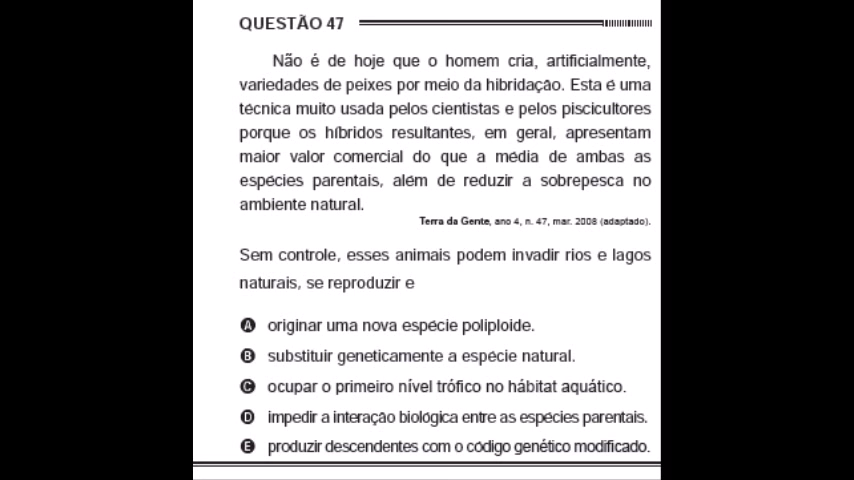 QUESTÃO 47
Não é de hoje que o homem cria, artificialmente,
variedades de peixes por meio da hibridação. Esta é uma
técnica muito usada pelos cientistas e pelos piscicultores
porque os híbridos resultantes, em geral, apresentam
maior valor comercial do que a média de ambas as
espécies parentais, além de reduzir a sobrepesca no
ambiente natural.
Terra da Gente, ano 4, n. 47, mar. 2008 (adaptado).
Sem controle, esses animais podem invadir rios e lagos
naturais, se reproduzir e
A originar uma nova espécie poliploide.
B substituir geneticamente a espécie natural.
C ocupar o primeiro nível trófico no hábitat aquático.
D impedir a interação biológica entre as espécies parentais.
E produzir descendentes com o código genético modificado.